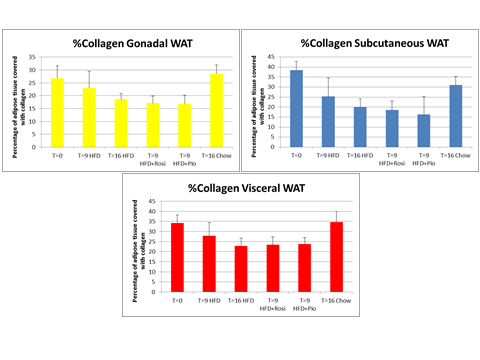 %Collagen Gonadal WAT
Percentage of adipose tissue covered
with collagen
35
30
25
20
15
10
5
0
T=0
T=9 HFD
T=16 HFD
T=9
HFD+Rosi
T=9
HFD+Pio
T=16 Chow
%Collagen Subcutaneous WAT
Percentage of adipose tissue covered
with collagen
45
40
35
30
25
20
15
10
5
0
T=0
T=9 HFD
T=16 HFD
T=9
HFD+Rosi
T=9
HFD+Pio
T=16 Chow
%Collagen Visceral WAT
Percentage of adipose tissue covered
with collagen
45
40
35
30
25
20
15
10
5
0
T=0
T=9 HFD
T=16 HFD
T=9
HFD+Rosi
T=9
HFD+Pio
T=16 Chow